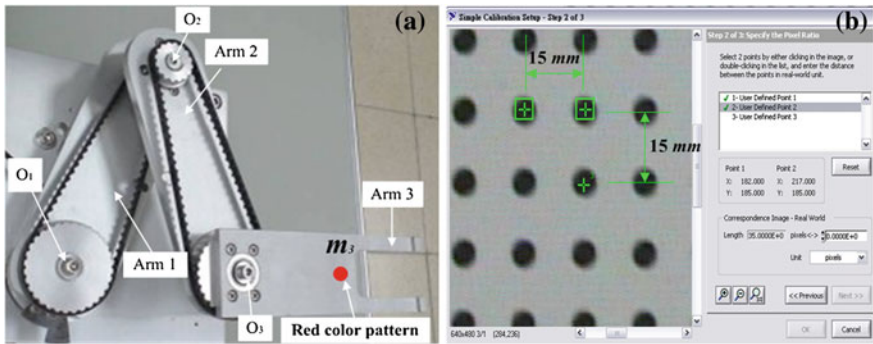 (a)
O₂
Arm 2
O₁
Arm 1
Arm 3
m₃
O₃
Red color pattern
Simple Calibration Setup - Step 2 of 3
(b)
15 mm
15 mm
640x480 3/1 (284,236)
Step 2 of 3: Specify the Pixel Ratio
Select 2 points by either clicking in the image, or
double-clicking in the list, and enter the distance
between the points in real-world unit.
1- User Defined Point 1
2- User Defined Point 2
3- User Defined Point 3
Point 1 Point 2
X: 182.000 X: 217.000
Y: 185.000 Y: 185.000
Reset
Correspondence Image - Real World
Length 35.0000E+0 pixels<-> 0.0000E+0
Unit pixels
<< Previous Next >>
OK Cancel